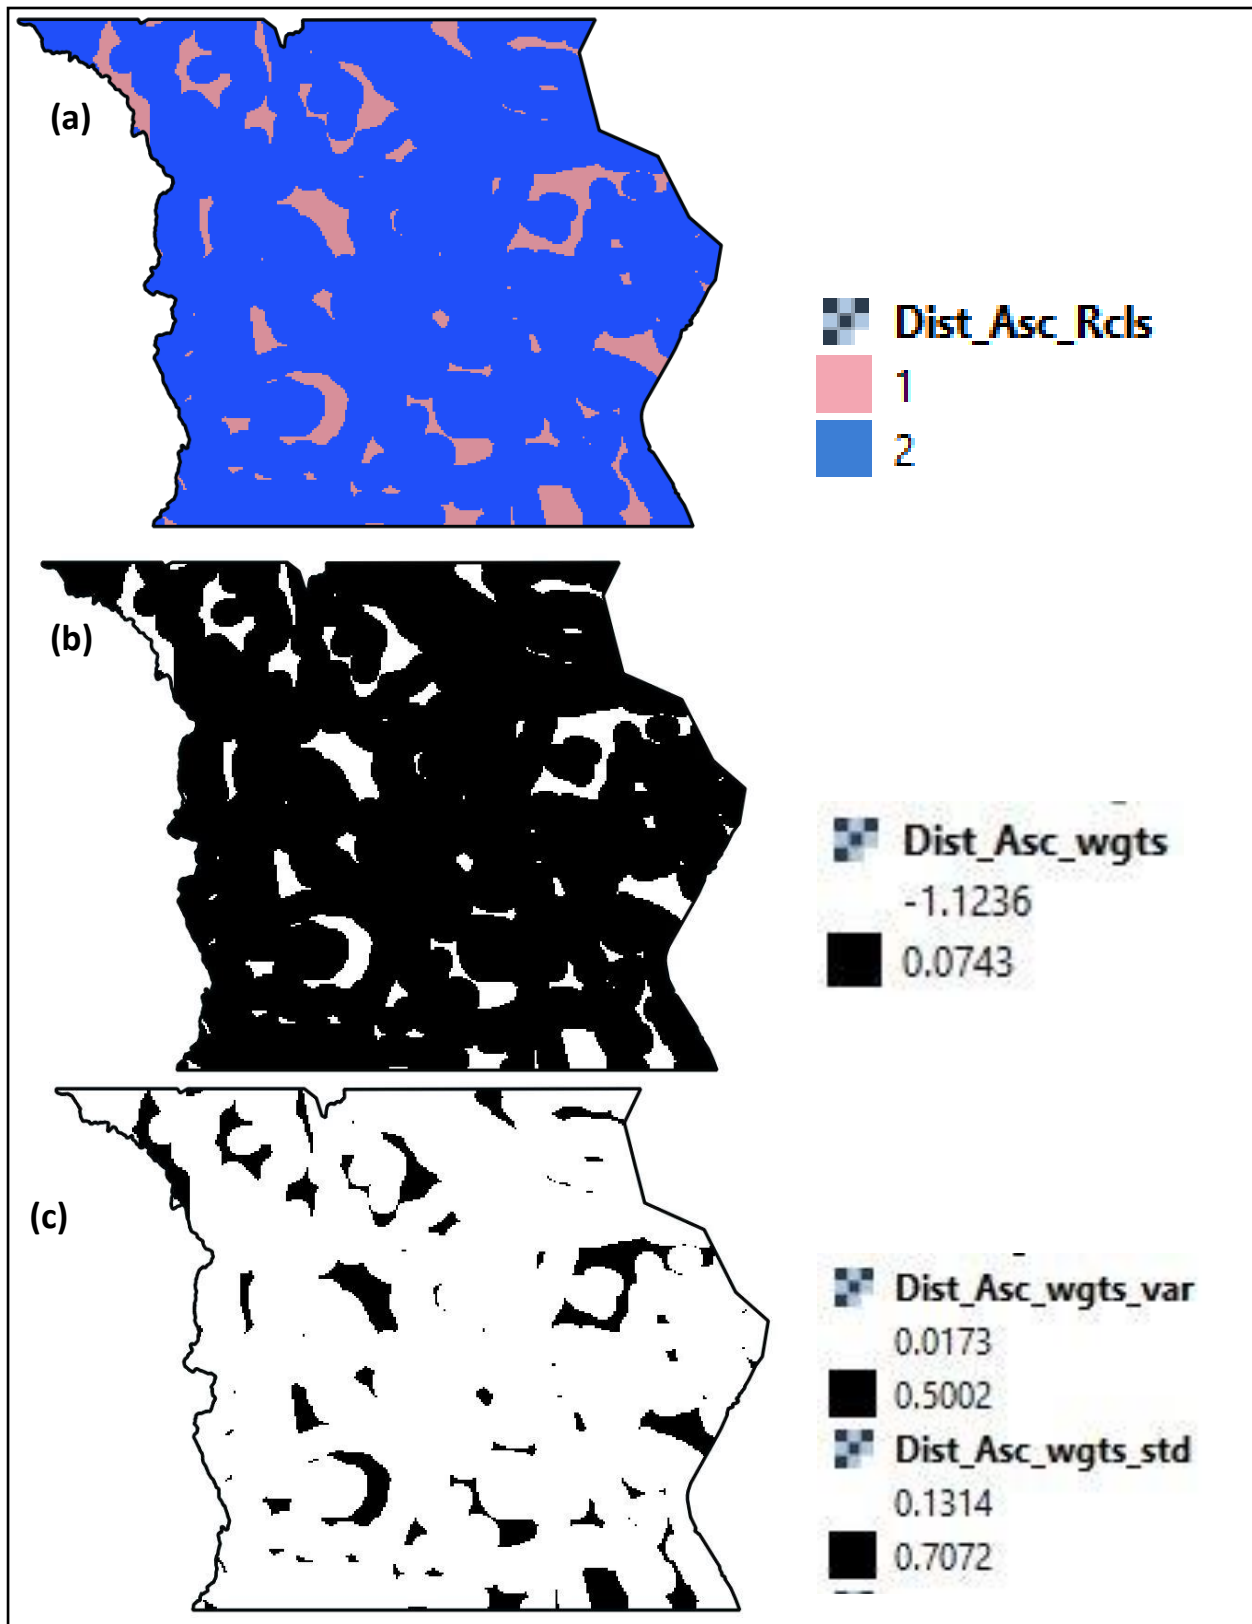 (a)
Dist_Asc_Rcls
1
2
(b)
Dist_Asc_wgts
-1.1236
0.0743
(c)
Dist_Asc_wgts_var
0.0173
0.5002
Dist_Asc_wgts_std
0.1314
0.7072